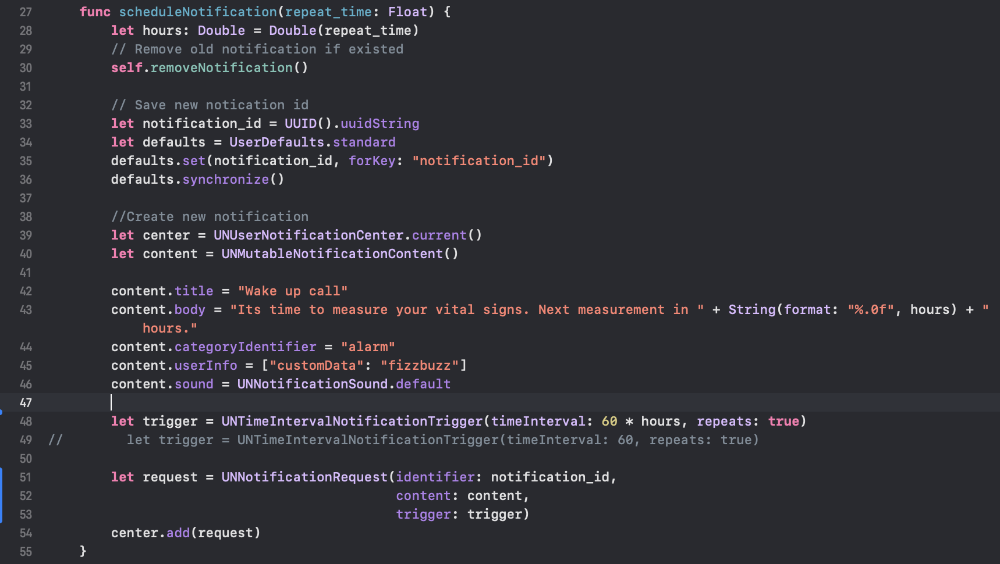 27 func scheduleNotification(repeat_time: Float) {
28 let hours: Double = Double(repeat_time)
29 // Remove old notification if existed
30 self.removeNotification()
31
32 // Save new notication id
33 let notification_id = UUID().uuidString
34 let defaults = UserDefaults.standard
35 defaults.set(notification_id, forKey: "notification_id")
36 defaults.synchronize()
37
38 //Create new notification
39 let center = UNUserNotificationCenter.current()
40 let content = UNMutableNotificationContent()
41
42 content.title = "Wake up call"
43 content.body = "Its time to measure your vital signs. Next measurement in " + String(format: "%.0f", hours) + "
hours."
44 content.categoryIdentifier = "alarm"
45 content.userInfo = ["customData": "fizzbuzz"]
46 content.sound = UNNotificationSound.default
47
48 let trigger = UNTimeIntervalNotificationTrigger(timeInterval: 60 * hours, repeats: true)
49 // let trigger = UNTimeIntervalNotificationTrigger(timeInterval: 60, repeats: true)
50
51 let request = UNNotificationRequest(identifier: notification_id,
52 content: content,
53 trigger: trigger)
54 center.add(request)
55 }